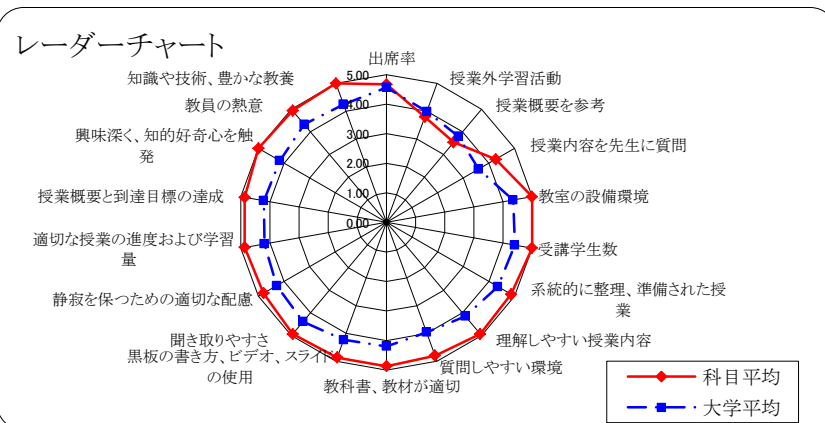 レーダーチャート
出席率
授業外学習活動
授業概要を参考
授業内容を先生に質問
教室の設備環境
受講学生数
系統的に整理、準備された授
業
理解しやすい授業内容
質問しやすい環境
教科書、教材が適切
黒板の書き方、ビデオ、スライド
の使用
聞き取りやすさ
静寂を保つための適切な配慮
適切な授業の進度および学習
量
授業概要と到達目標の達成
興味深く、知的好奇心を触
発
教員の熱意
知識や技術、豊かな教養
5.00
4.00
3.00
2.00
1.00
0.00
科目平均
大学平均